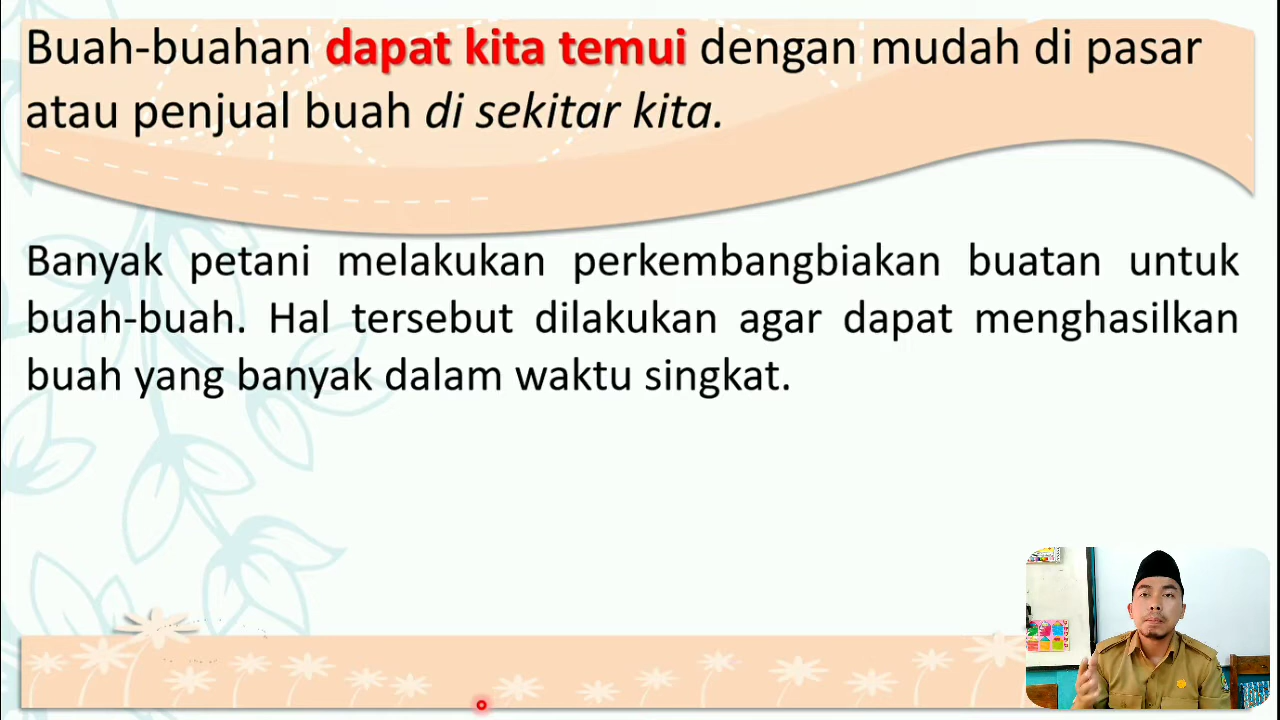 Buah-buahan dapat kita temui dengan mudah di pasar
atau penjual buah di sekitar kita.
Banyak petani melakukan perkembangbiakan buatan untuk
buah-buah. Hal tersebut dilakukan agar dapat menghasilkan
buah yang banyak dalam waktu singkat.